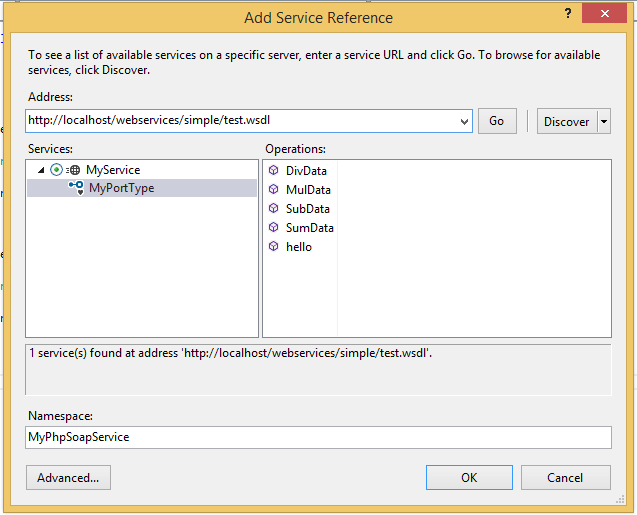 Add Service Reference
?
To see a list of available services on a specific server, enter a service URL and click Go. To browse for available
services, click Discover.
Address:
http://localhost/webservices/simple/test.wsdl
Go
Discover
Services:
Operations:
MyService
MyPortType
DivData
MulData
SubData
SumData
hello
1 service(s) found at address 'http://localhost/webservices/simple/test.wsdl'.
Namespace:
MyPhpSoapService
Advanced...
OK
Cancel